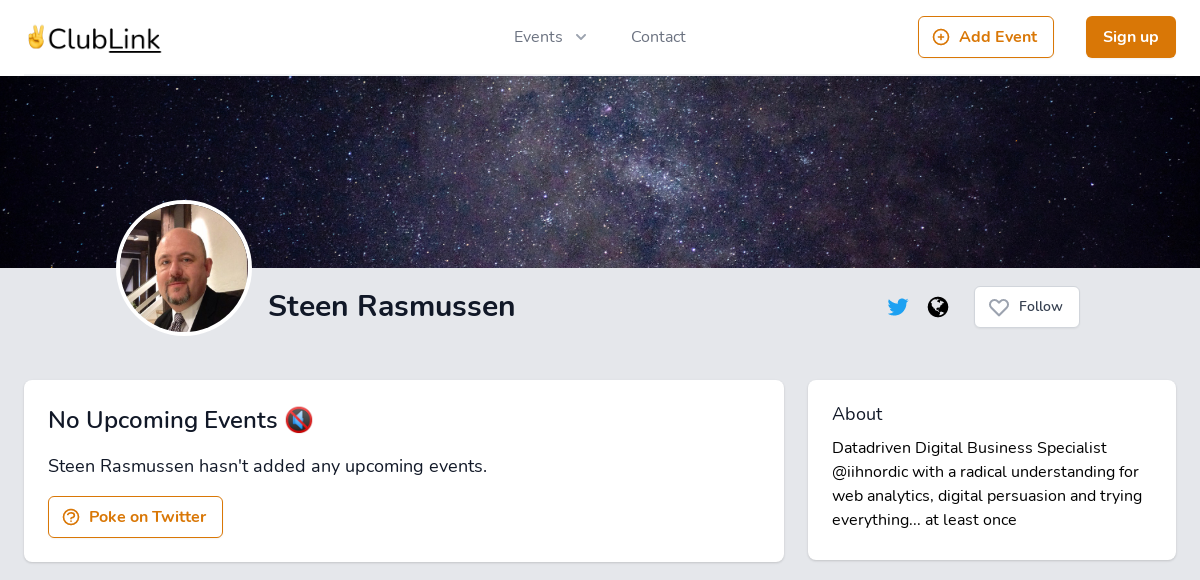 ✌ClubLink
Events
Contact
Add Event
Sign up
Steen Rasmussen
Follow
No Upcoming Events 🔇
Steen Rasmussen hasn't added any upcoming events.
Poke on Twitter
About
Datadriven Digital Business Specialist
@iihnordic with a radical understanding for
web analytics, digital persuasion and trying
everything... at least once